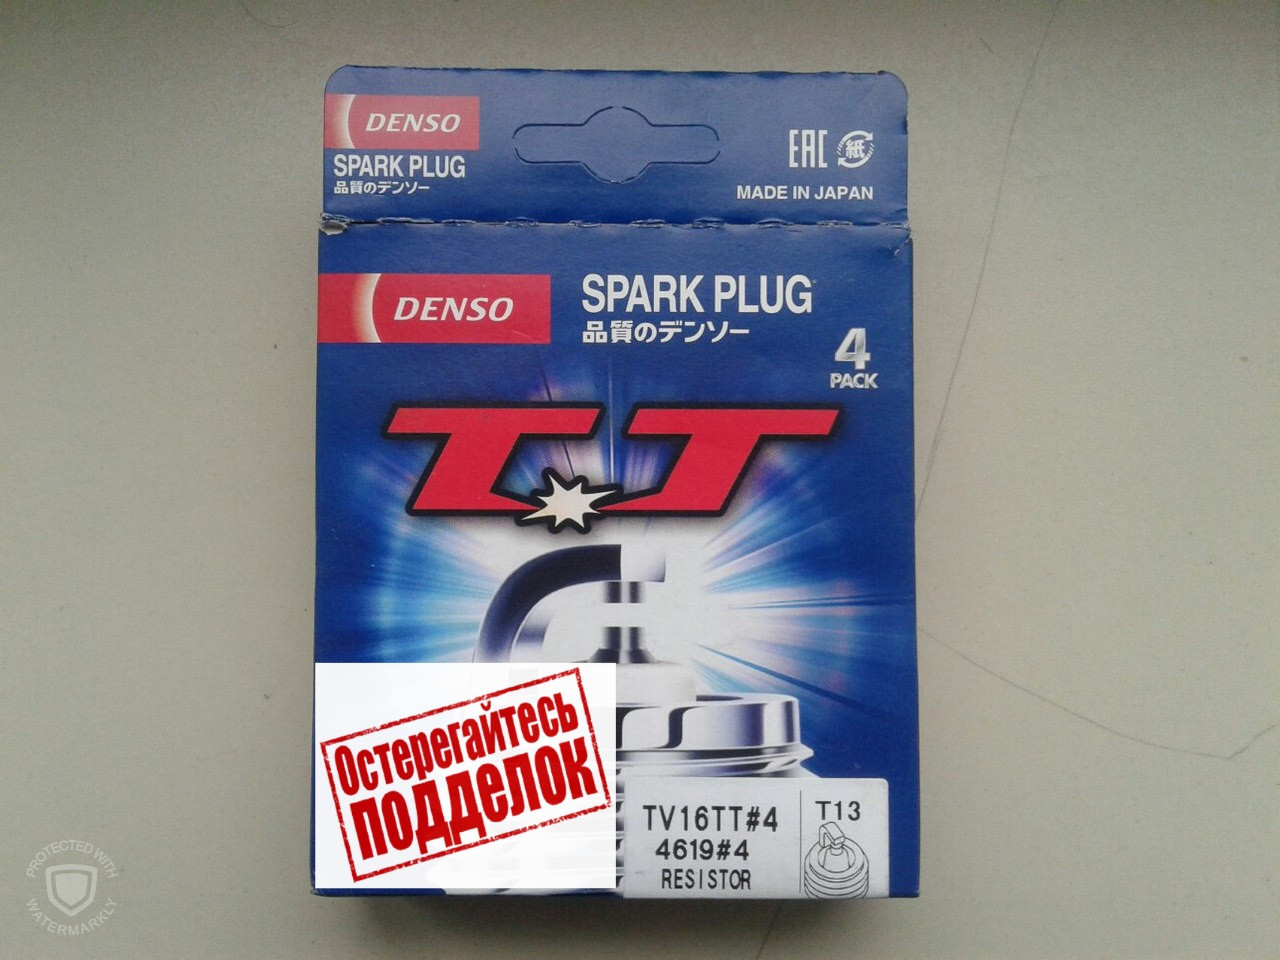 DENSO
SPARK PLUG
品質のデンソー
EAC 紙
MADE IN JAPAN
DENSO
SPARK PLUG
品質のデンソー
4
PACK
TT
Остерегайтесь
подделок
TV16TT#4
4619#4
RESISTOR
T13
PROTECTED WITH
WATERMARKLY